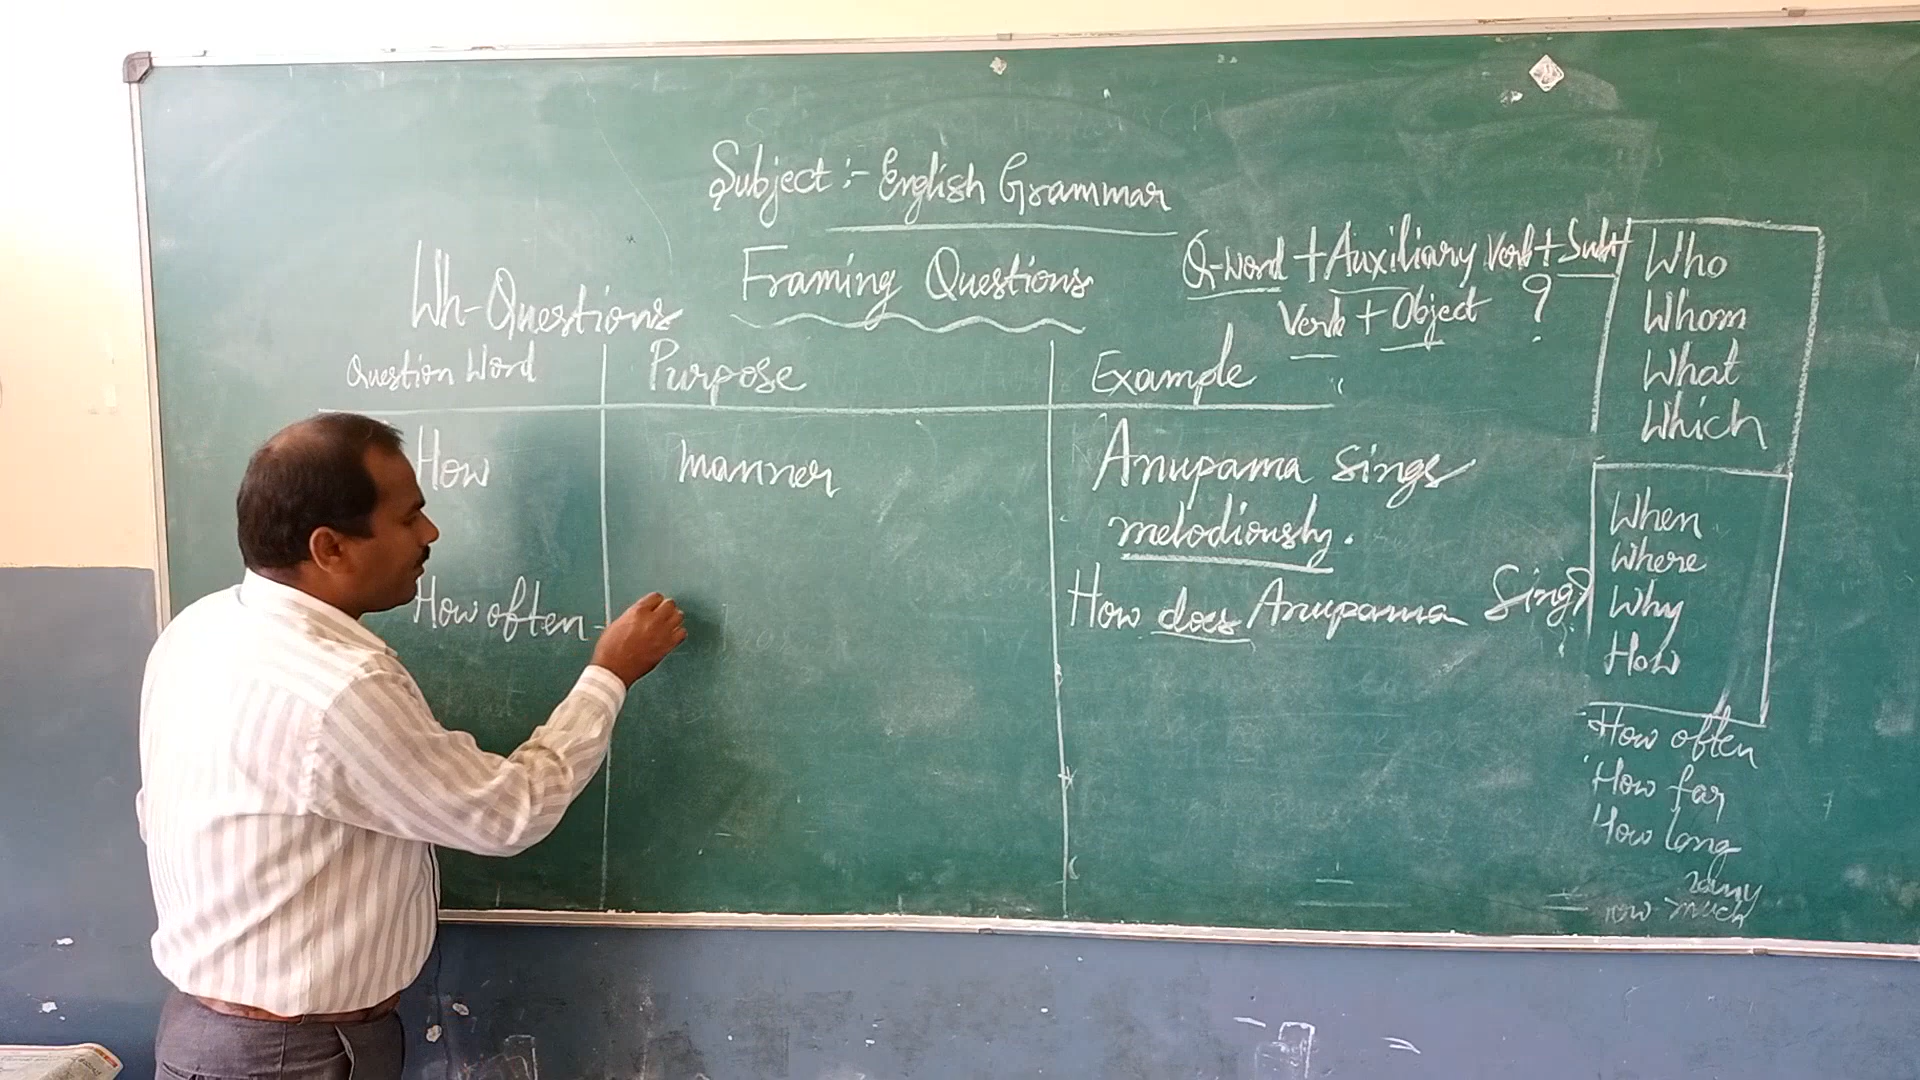 Subject :- English Grammar
Wh-Questions
Framing Questions
Q-word + Auxiliary Verb + Subt
Verb + Object ?
Question Word
Purpose
Example
How
manner
Anupama sings
melodiously.
How often
How does Anupama Sing?
Who
Whom
What
Which
When
Where
Why
How
How often
How far
How long
many
How much